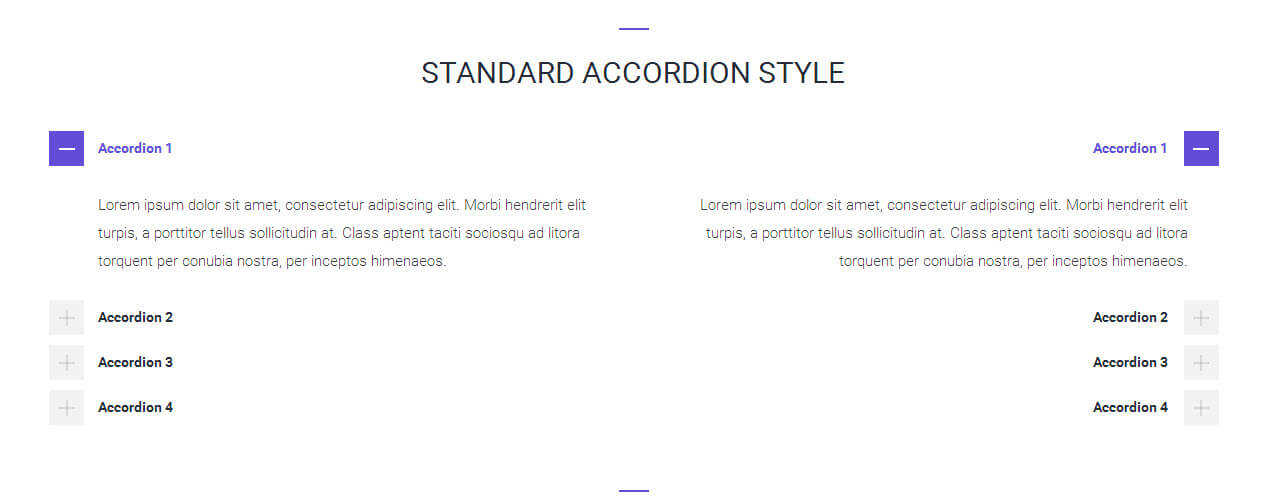 STANDARD ACCORDION STYLE
Accordion 1
Lorem ipsum dolor sit amet, consectetur adipiscing elit. Morbi hendrerit elit
turpis, a porttitor tellus sollicitudin at. Class aptent taciti sociosqu ad litora
torquent per conubia nostra, per inceptos himenaeos.
Accordion 2
Accordion 3
Accordion 4
Accordion 1
Lorem ipsum dolor sit amet, consectetur adipiscing elit. Morbi hendrerit elit
turpis, a porttitor tellus sollicitudin at. Class aptent taciti sociosqu ad litora
torquent per conubia nostra, per inceptos himenaeos.
Accordion 2
Accordion 3
Accordion 4